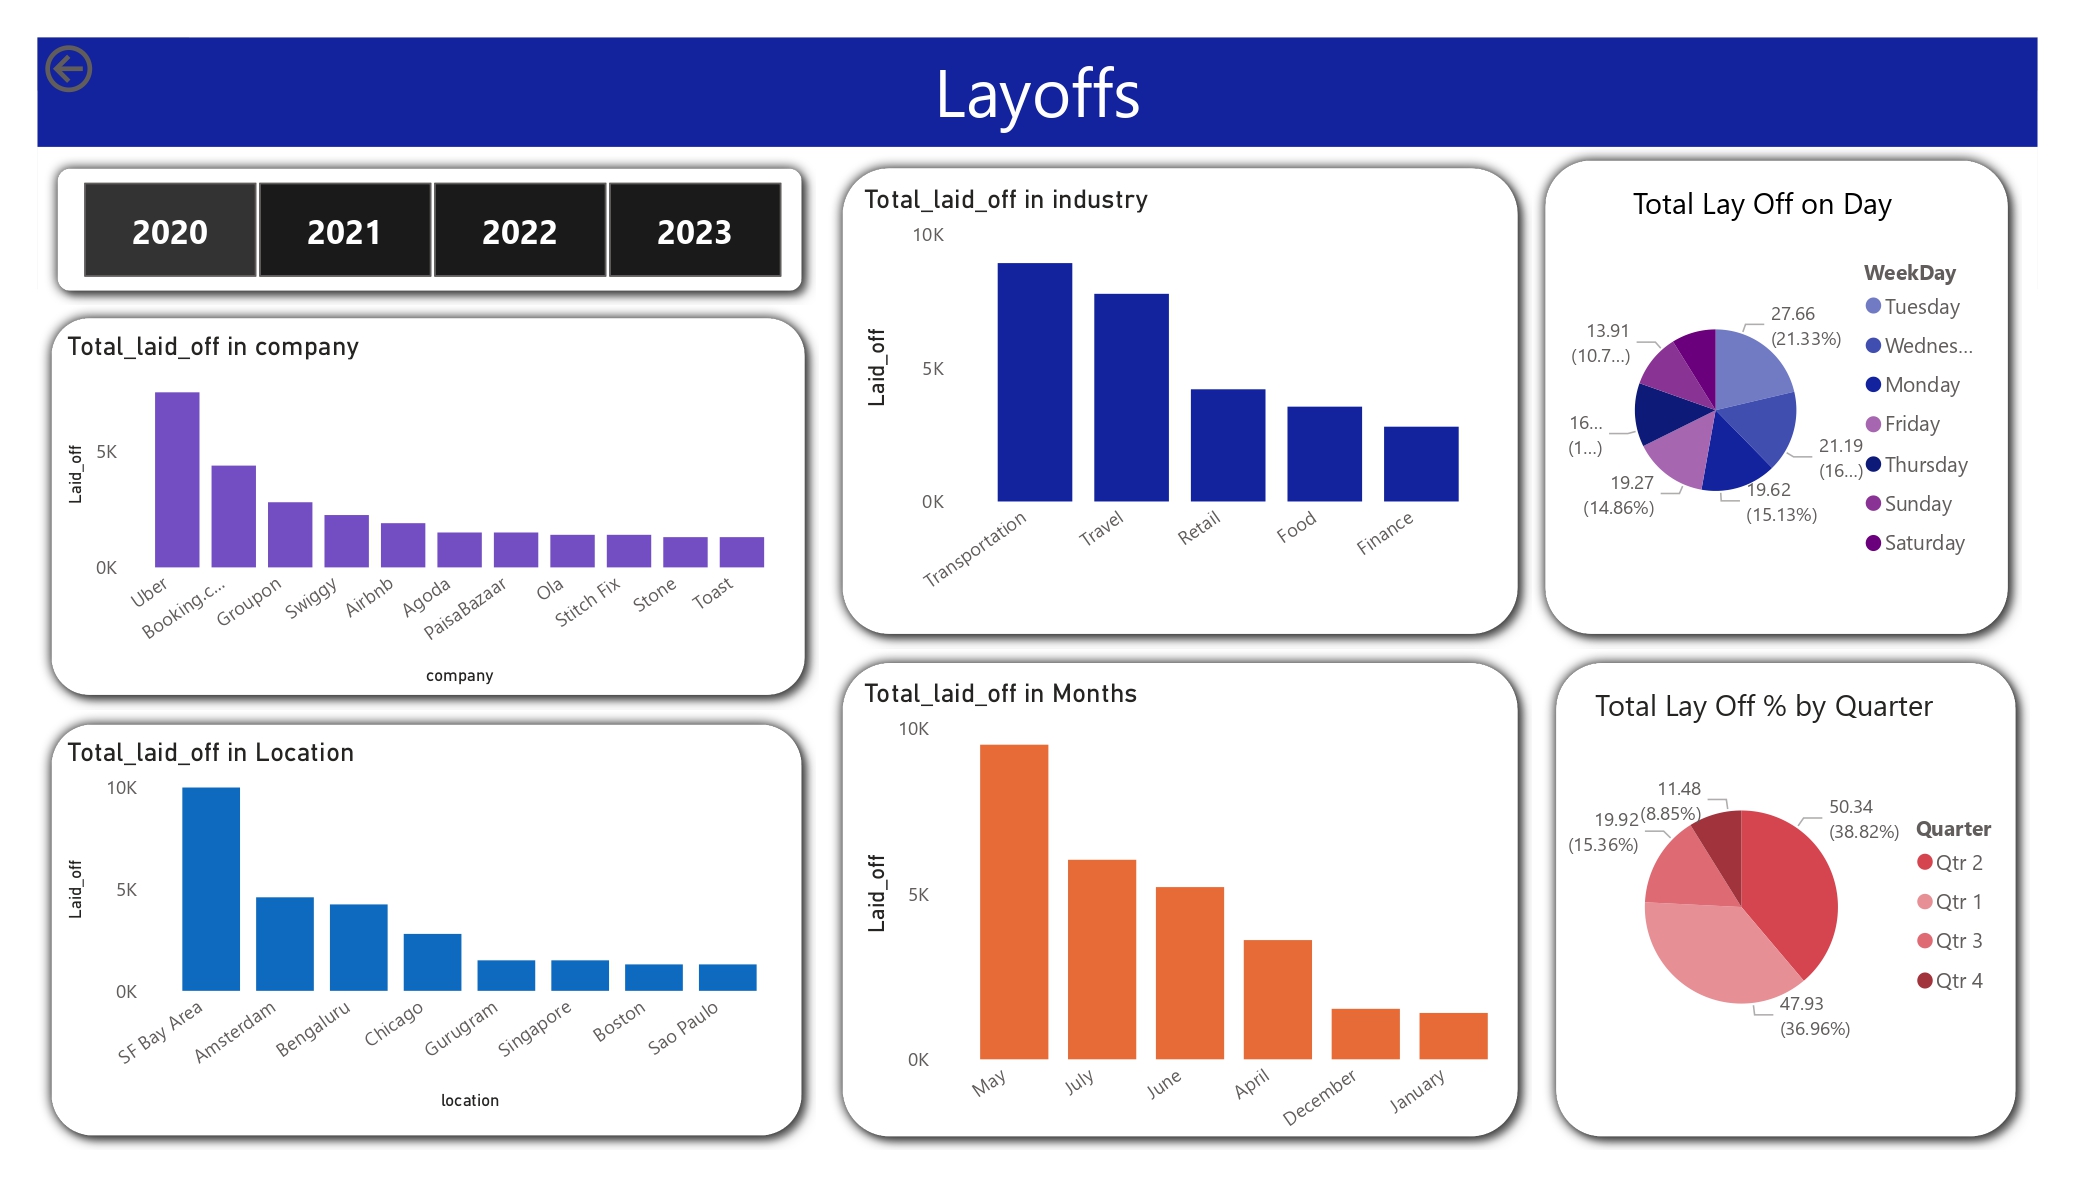 Layoffs
2020 2021 2022 2023
Total_laid_off in company
Laid_off
5K
0K
Uber
Booking.c...
Groupon
Swiggy
Airbnb
Agoda
PaisaBazaar
Ola
Stitch Fix
Stone
Toast
company
Total_laid_off in Location
Laid_off
10K
5K
0K
SF Bay Area
Amsterdam
Bengaluru
Chicago
Gurugram
Singapore
Boston
Sao Paulo
location
Total_laid_off in industry
Laid_off
10K
5K
0K
Transportation
Travel
Retail
Food
Finance
Total_laid_off in Months
Laid_off
10K
5K
0K
May
July
June
April
December
January
Total Lay Off on Day
27.66
(21.33%)
21.19
(16...)
19.62
(15.13%)
19.27
(14.86%)
16...
(1...)
13.91
(10.7...)
WeekDay
Tuesday
Wednes...
Monday
Friday
Thursday
Sunday
Saturday
Total Lay Off % by Quarter
50.34
(38.82%)
47.93
(36.96%)
19.92
(15.36%)
11.48
(8.85%)
Quarter
Qtr 2
Qtr 1
Qtr 3
Qtr 4